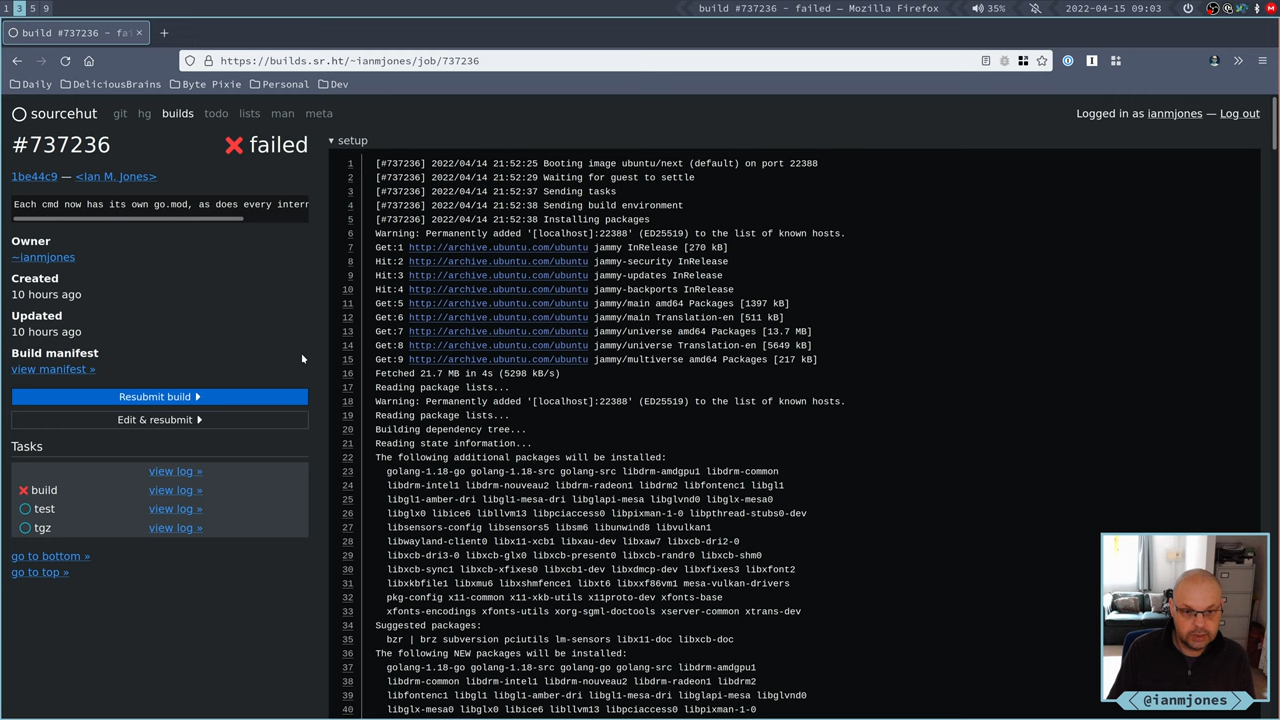 1 3 5 9
build #737236 - failed — Mozilla Firefox
35%
2022-04-15 09:03
build #737236 - fai
https://builds.sr.ht/~ianmjones/job/737236
Daily DeliciousBrains Byte Pixie Personal Dev
sourcehut git hg builds todo lists man meta
Logged in as ianmjones — Log out
#737236 ❌ failed
1be44c9 — <Ian M. Jones>
Each cmd now has its own go.mod, as does every intern
Owner
~ianmjones
Created
10 hours ago
Updated
10 hours ago
Build manifest
view manifest »
Resubmit build
Edit & resubmit
Tasks
view log »
build view log »
test view log »
tgz view log »
go to bottom »
go to top »
▾ setup
1 [#737236] 2022/04/14 21:52:25 Booting image ubuntu/next (default) on port 22388
2 [#737236] 2022/04/14 21:52:29 Waiting for guest to settle
3 [#737236] 2022/04/14 21:52:37 Sending tasks
4 [#737236] 2022/04/14 21:52:38 Sending build environment
5 [#737236] 2022/04/14 21:52:38 Installing packages
6 Warning: Permanently added '[localhost]:22388' (ED25519) to the list of known hosts.
7 Get:1 http://archive.ubuntu.com/ubuntu jammy InRelease [270 kB]
8 Hit:2 http://archive.ubuntu.com/ubuntu jammy-security InRelease
9 Hit:3 http://archive.ubuntu.com/ubuntu jammy-updates InRelease
10 Hit:4 http://archive.ubuntu.com/ubuntu jammy-backports InRelease
11 Get:5 http://archive.ubuntu.com/ubuntu jammy/main amd64 Packages [1397 kB]
12 Get:6 http://archive.ubuntu.com/ubuntu jammy/main Translation-en [511 kB]
13 Get:7 http://archive.ubuntu.com/ubuntu jammy/universe amd64 Packages [13.7 MB]
14 Get:8 http://archive.ubuntu.com/ubuntu jammy/universe Translation-en [5649 kB]
15 Get:9 http://archive.ubuntu.com/ubuntu jammy/multiverse amd64 Packages [217 kB]
16 Fetched 21.7 MB in 4s (5298 kB/s)
17 Reading package lists...
18 Warning: Permanently added '[localhost]:22388' (ED25519) to the list of known hosts.
19 Reading package lists...
20 Building dependency tree...
21 Reading state information...
22 The following additional packages will be installed:
23 golang-1.18-go golang-1.18-src golang-src libdrm-amdgpu1 libdrm-common
24 libdrm-intel1 libdrm-nouveau2 libdrm-radeon1 libdrm2 libfontenc1 libgl1
25 libgl1-amber-dri libgl1-mesa-dri libglapi-mesa libglvnd0 libglx-mesa0
26 libglx0 libice6 libllvm13 libpciaccess0 libpixman-1-0 libpthread-stubs0-dev
27 libsensors-config libsensors5 libsm6 libunwind8 libvulkan1
28 libwayland-client0 libx11-xcb1 libxau-dev libxaw7 libxcb-dri2-0
29 libxcb-dri3-0 libxcb-glx0 libxcb-present0 libxcb-randr0 libxcb-shm0
30 libxcb-sync1 libxcb-xfixes0 libxcb1-dev libxdmcp-dev libxfixes3 libxfont2
31 libxkbfile1 libxmu6 libxshmfence1 libxt6 libxxf86vm1 mesa-vulkan-drivers
32 pkg-config x11-common x11-xkb-utils x11proto-dev xfonts-base
33 xfonts-encodings xfonts-utils xorg-sgml-doctools xserver-common xtrans-dev
34 Suggested packages:
35 bzr | brz subversion pciutils lm-sensors libx11-doc libxcb-doc
36 The following NEW packages will be installed:
37 golang-1.18-go golang-1.18-src golang-go golang-src libdrm-amdgpu1
38 libdrm-common libdrm-intel1 libdrm-nouveau2 libdrm-radeon1 libdrm2
39 libfontenc1 libgl1 libgl1-amber-dri libgl1-mesa-dri libglapi-mesa libglvnd0
40 libglx-mesa0 libglx0 libice6 libllvm13 libpciaccess0 libpixman-1-0
@ianmjones